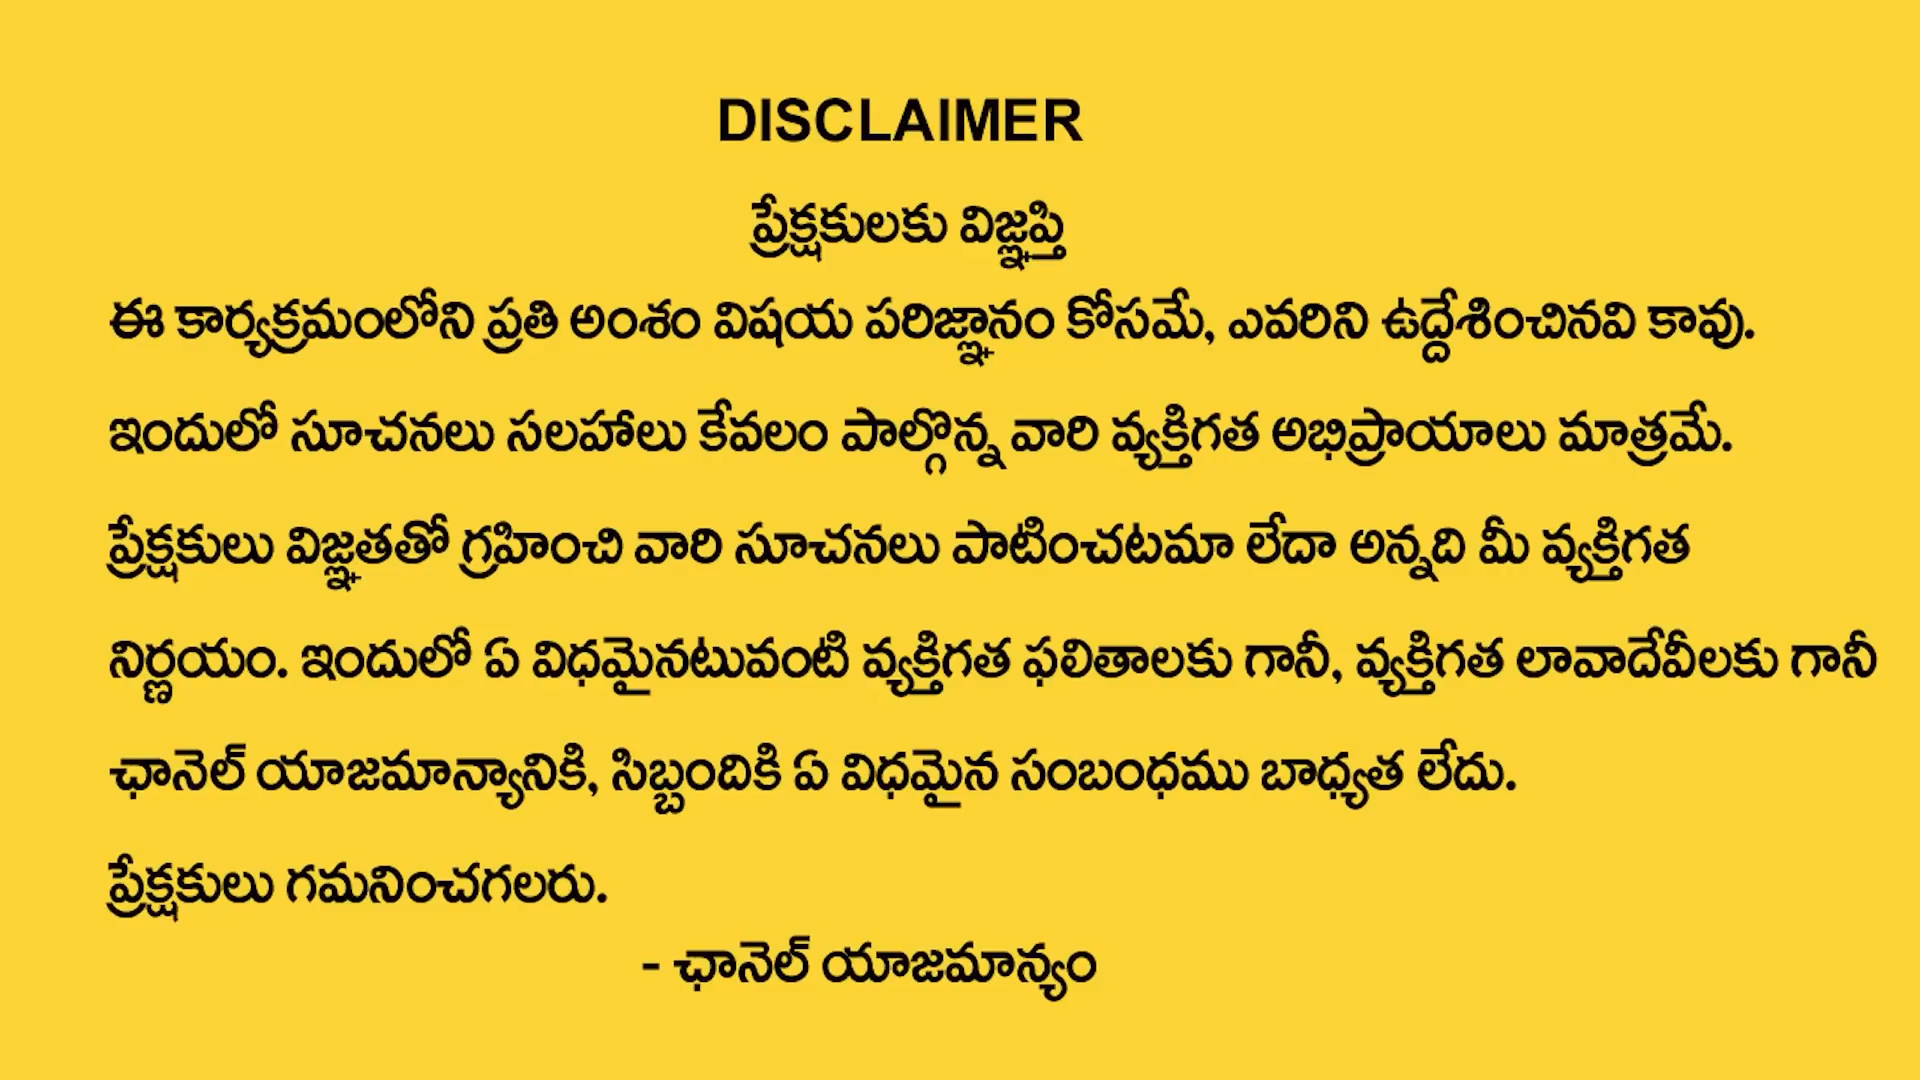 DISCLAIMER
ప్రేక్షకులకు విజ్ఞప్తి
ఈ కార్యక్రమంలోని ప్రతి అంశం విషయ పరిజ్ఞానం కోసమే, ఎవరిని ఉద్దేశించినవి కావు.
ఇందులో సూచనలు సలహాలు కేవలం పాల్గొన్న వారి వ్యక్తిగత అభిప్రాయాలు మాత్రమే.
ప్రేక్షకులు విజ్ఞతతో గ్రహించి వారి సూచనలు పాటించటమా లేదా అన్నది మీ వ్యక్తిగత
నిర్ణయం. ఇందులో ఏ విధమైనటువంటి వ్యక్తిగత ఫలితాలకు గానీ, వ్యక్తిగత లావాదేవీలకు గానీ
ఛానెల్ యాజమాన్యానికి, సిబ్బందికి ఏ విధమైన సంబంధము బాధ్యత లేదు.
ప్రేక్షకులు గమనించగలరు.
- ఛానెల్ యాజమాన్యం